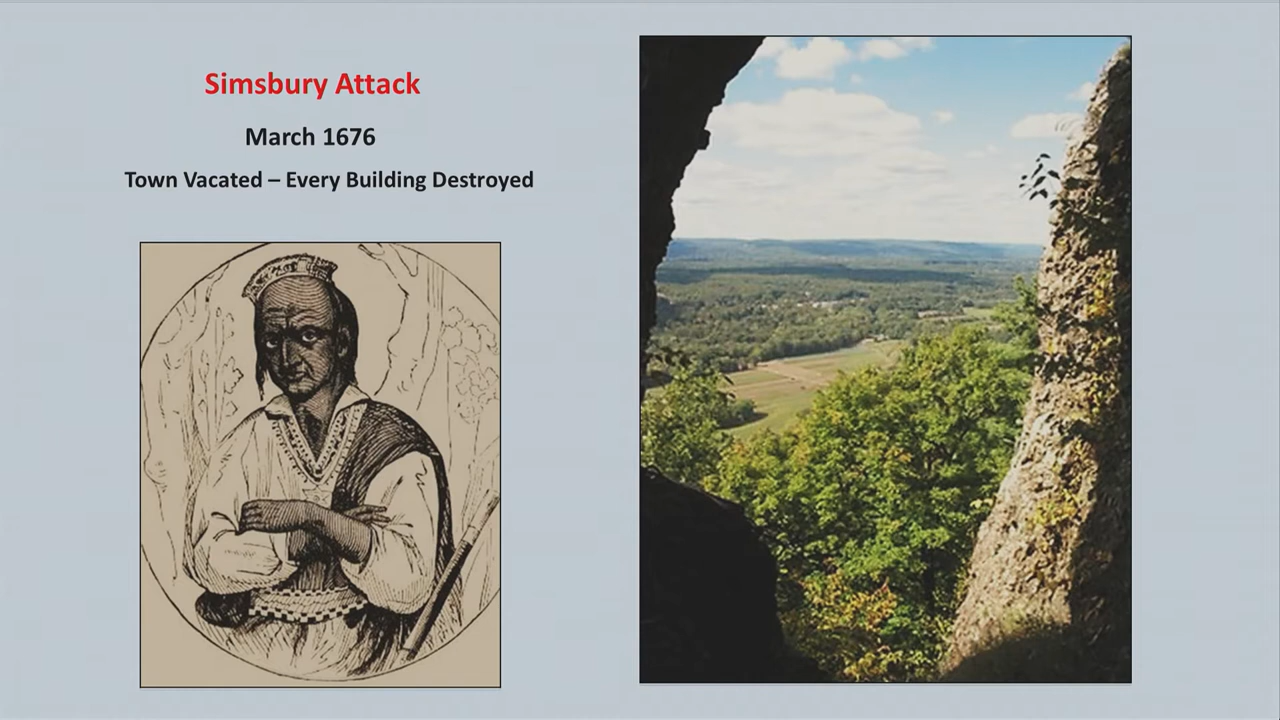 Simsbury Attack
March 1676
Town Vacated – Every Building Destroyed